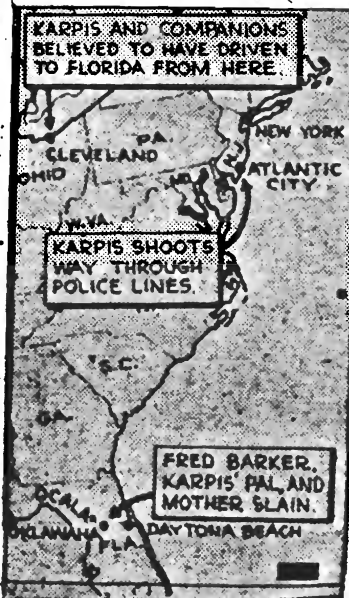 KARPIS AND COMPANIONS
BELIEVED TO HAVE DRIVEN
TO FLORIDA FROM HERE.
PA.
NEW YORK
CLEVELAND
N.J.
OHIO
MD.
ATLANTIC
CITY
W.VA.
KARPIS SHOOTS
WAY THROUGH
POLICE LINES.
S.C.
GA.
FRED BARKER,
KARPIS' PAL, AND
MOTHER SLAIN.
OCALA
OKLAWAHA
FLA.
DAYTONA BEACH